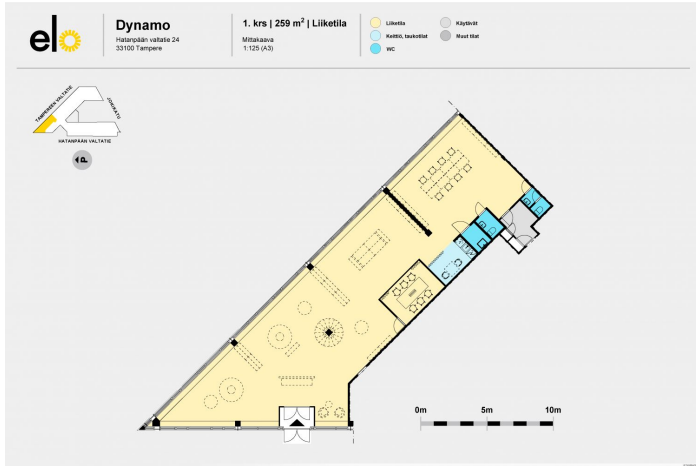 elo
Dynamo
Hatanpään valtatie 24
33100 Tampere
1. krs | 259 m² | Liiketila
Mittakaava
1:125 (A3)
Liiketila
Keittiö, taukotilat
WC
Käytävät
Muut tilat
TAMPEREEN VALTATIE
JOKIKATU
HATANPÄÄN VALTATIE
P
0m 5m 10m